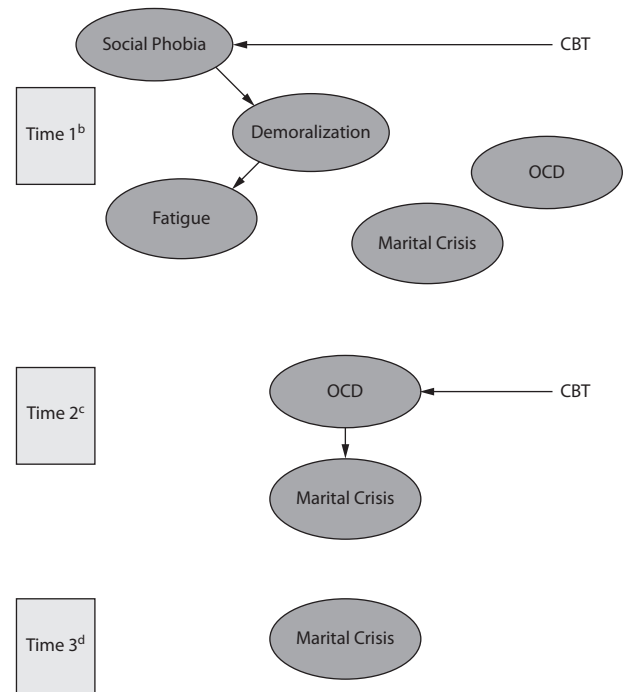 Social Phobia
CBT
Time 1ᵇ
Demoralization
OCD
Fatigue
Marital Crisis
Time 2ᶜ
OCD
CBT
Marital Crisis
Time 3ᵈ
Marital Crisis